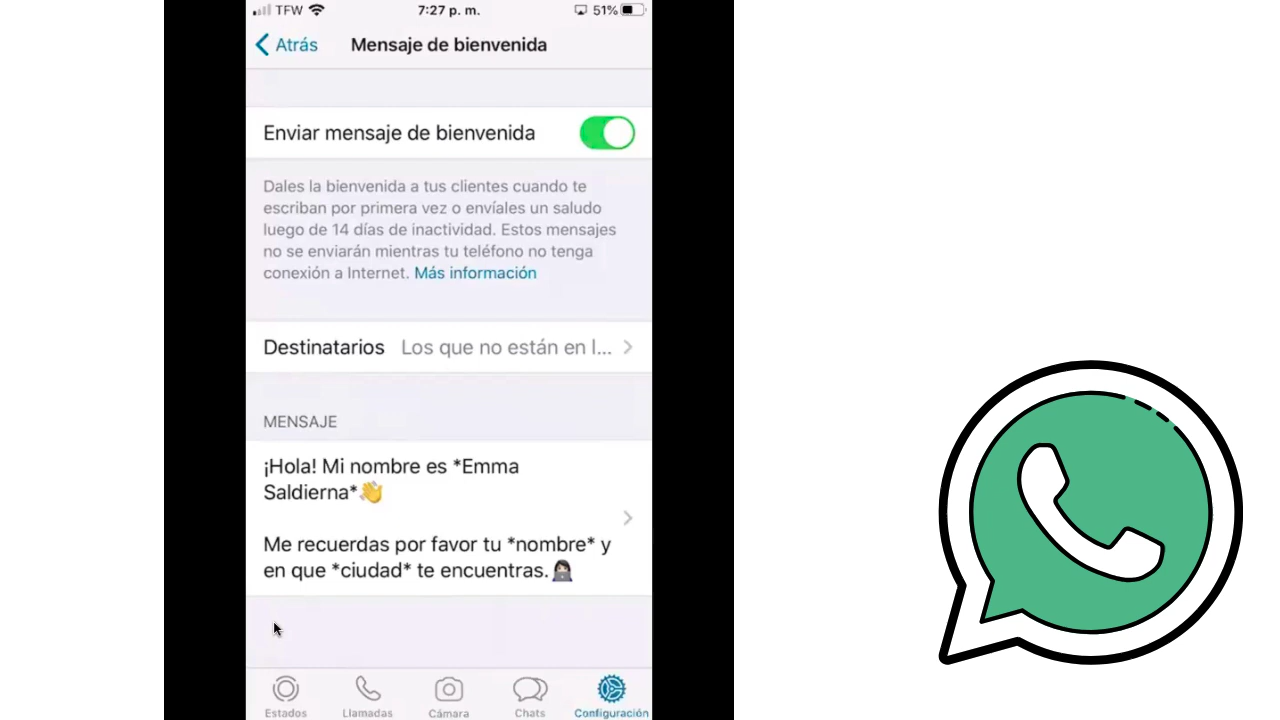 TFW 7:27 p. m. 51%
Atrás Mensaje de bienvenida
Enviar mensaje de bienvenida
Dales la bienvenida a tus clientes cuando te
escriban por primera vez o envíales un saludo
luego de 14 días de inactividad. Estos mensajes
no se enviarán mientras tu teléfono no tenga
conexión a Internet. Más información
Destinatarios Los que no están en l...
MENSAJE
¡Hola! Mi nombre es *Emma
Saldierna*👋
Me recuerdas por favor tu *nombre* y
en que *ciudad* te encuentras.👩🏻‍💻
Estados Llamadas Cámara Chats Configuración